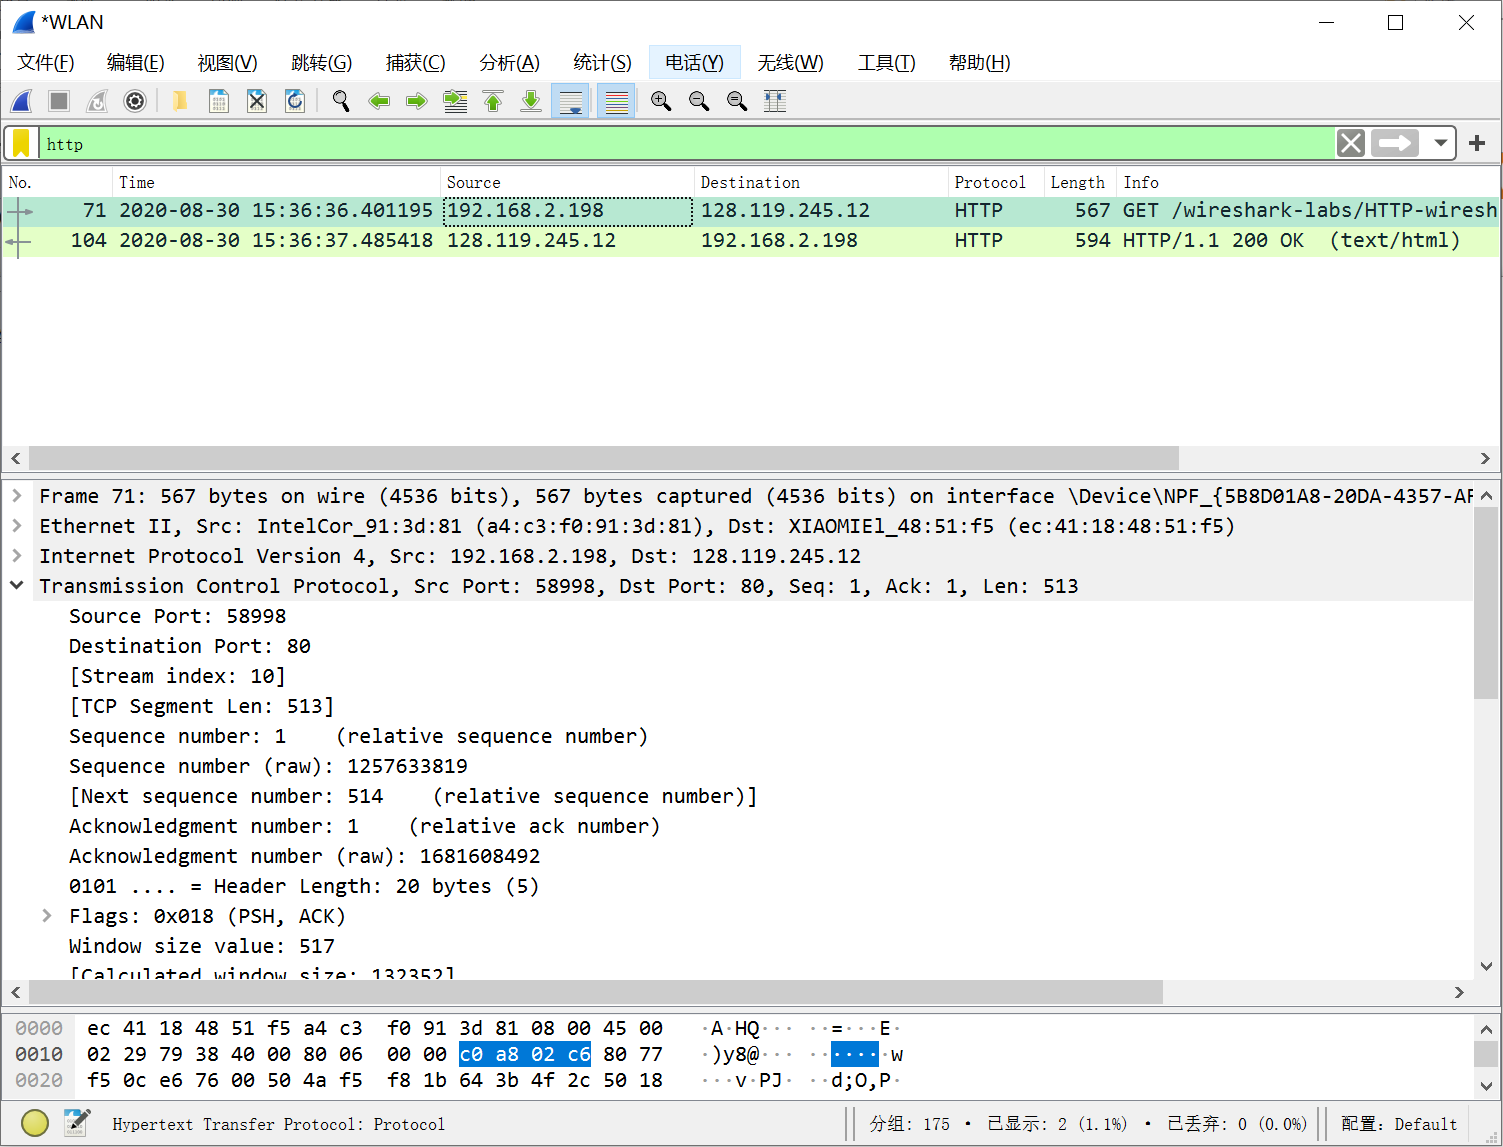 *WLAN
文件(F) 编辑(E) 视图(V) 跳转(G) 捕获(C) 分析(A) 统计(S) 电话(Y) 无线(W) 工具(T) 帮助(H)
http
No. Time Source Destination Protocol Length Info
71 2020-08-30 15:36:36.401195 192.168.2.198 128.119.245.12 HTTP 567 GET /wireshark-labs/HTTP-wiresh
104 2020-08-30 15:36:37.485418 128.119.245.12 192.168.2.198 HTTP 594 HTTP/1.1 200 OK (text/html)
Frame 71: 567 bytes on wire (4536 bits), 567 bytes captured (4536 bits) on interface \Device\NPF_{5B8D01A8-20DA-4357-AF
Ethernet II, Src: IntelCor_91:3d:81 (a4:c3:f0:91:3d:81), Dst: XIAOMIEl_48:51:f5 (ec:41:18:48:51:f5)
Internet Protocol Version 4, Src: 192.168.2.198, Dst: 128.119.245.12
Transmission Control Protocol, Src Port: 58998, Dst Port: 80, Seq: 1, Ack: 1, Len: 513
Source Port: 58998
Destination Port: 80
[Stream index: 10]
[TCP Segment Len: 513]
Sequence number: 1 (relative sequence number)
Sequence number (raw): 1257633819
[Next sequence number: 514 (relative sequence number)]
Acknowledgment number: 1 (relative ack number)
Acknowledgment number (raw): 1681608492
0101 .... = Header Length: 20 bytes (5)
Flags: 0x018 (PSH, ACK)
Window size value: 517
[Calculated window size: 132352]
0000 ec 41 18 48 51 f5 a4 c3 f0 91 3d 81 08 00 45 00 ·A·HQ··· ··=···E·
0010 02 29 79 38 40 00 80 06 00 00 c0 a8 02 c6 80 77 ·)y8@··· ·······w
0020 f5 0c e6 76 00 50 4a f5 f8 1b 64 3b 4f 2c 50 18 ···v·PJ· ··d;O,P·
Hypertext Transfer Protocol: Protocol 分组: 175 · 已显示: 2 (1.1%) · 已丢弃: 0 (0.0%) 配置: Default